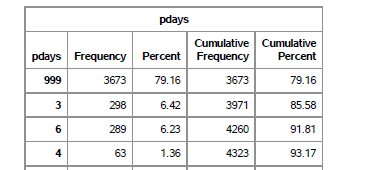 pdays
Cumulative Cumulative
pdays Frequency Percent Frequency Percent
999 3673 79.16 3673 79.16
3 298 6.42 3971 85.58
6 289 6.23 4260 91.81
4 63 1.36 4323 93.17